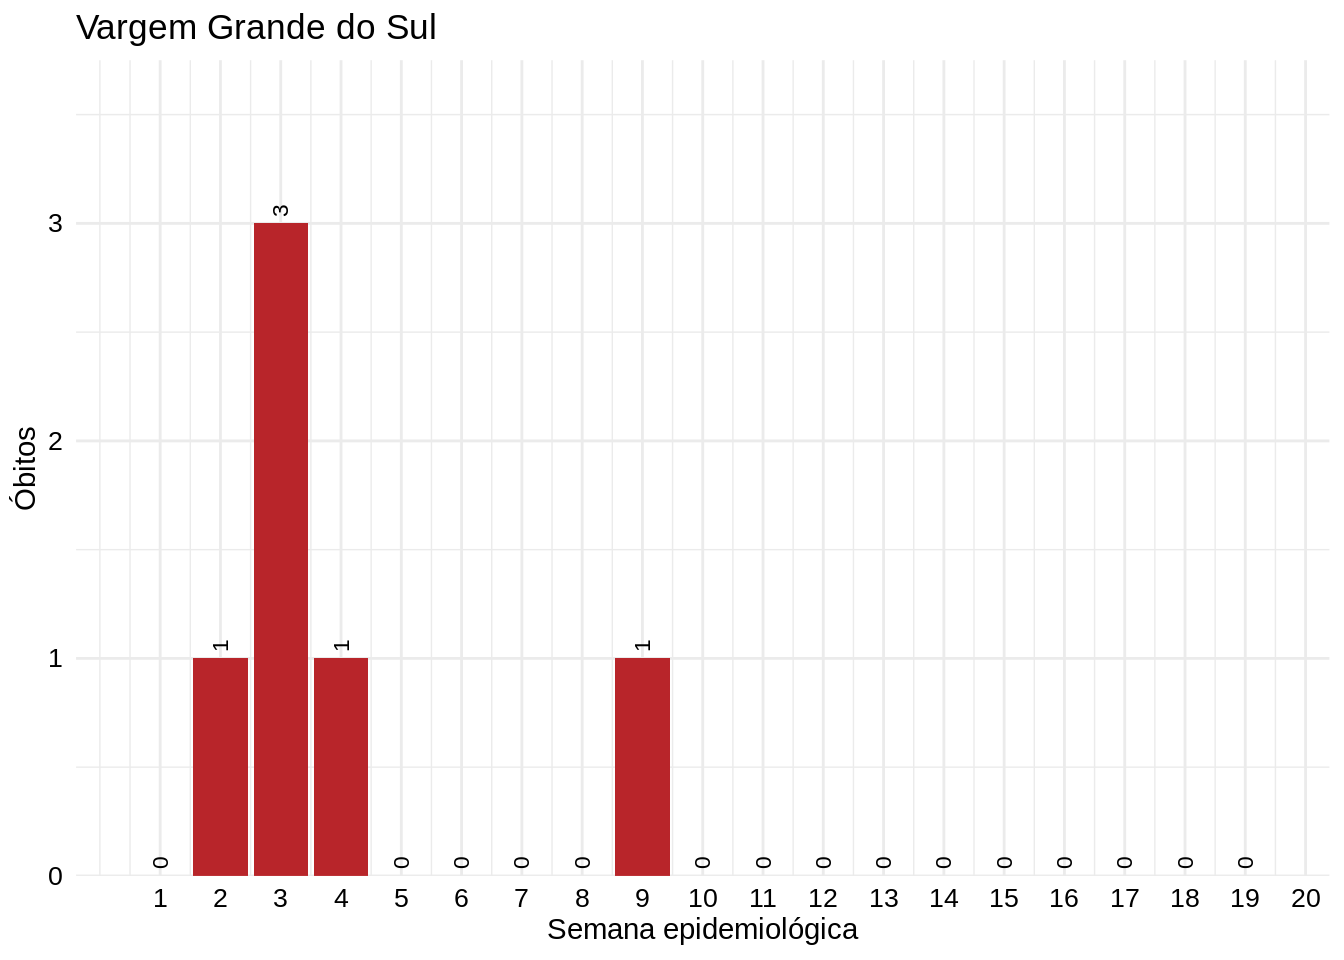 Vargem Grande do Sul
3
2
1
0
Óbitos
0 1 3 1 0 0 0 0 1 0 0 0 0 0 0 0 0 0 0
1 2 3 4 5 6 7 8 9 10 11 12 13 14 15 16 17 18 19 20
Semana epidemiológica